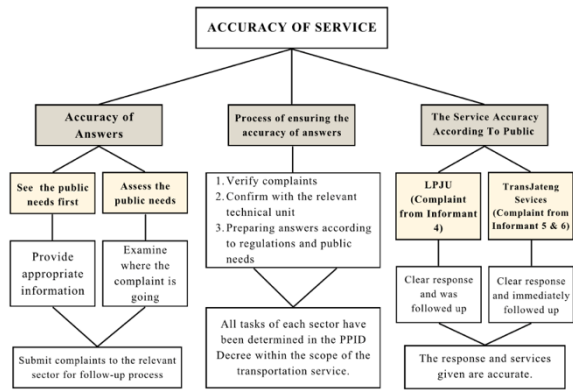 ACCURACY OF SERVICE
Accuracy of
Answers
See the public
needs first
Assess the
public needs
Provide
appropriate
information
Examine
where the
complaint is
going
Submit complaints to the relevant
sector for follow-up process
Process of ensuring the
accuracy of answers
1. Verify complaints
2. Confirm with the relevant
technical unit
3. Preparing answers according
to regulations and public
needs
All tasks of each sector have
been determined in the PPID
Decree within the scope of the
transportation service.
The Service Accuracy
According To Public
LPJU
(Complaint
from Informant
4)
TransJateng
Sevices
(Complaint from
Informant 5 & 6)
Clear response
and was
followed up
Clear response
and immediately
followed up
The response and services
given are accurate.